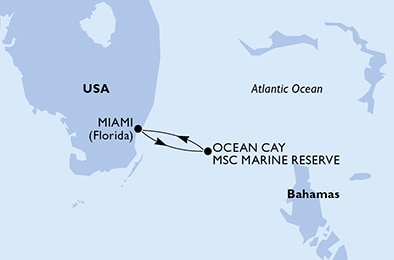 USA
Atlantic Ocean
MIAMI
(Florida)
OCEAN CAY
MSC MARINE RESERVE
Bahamas